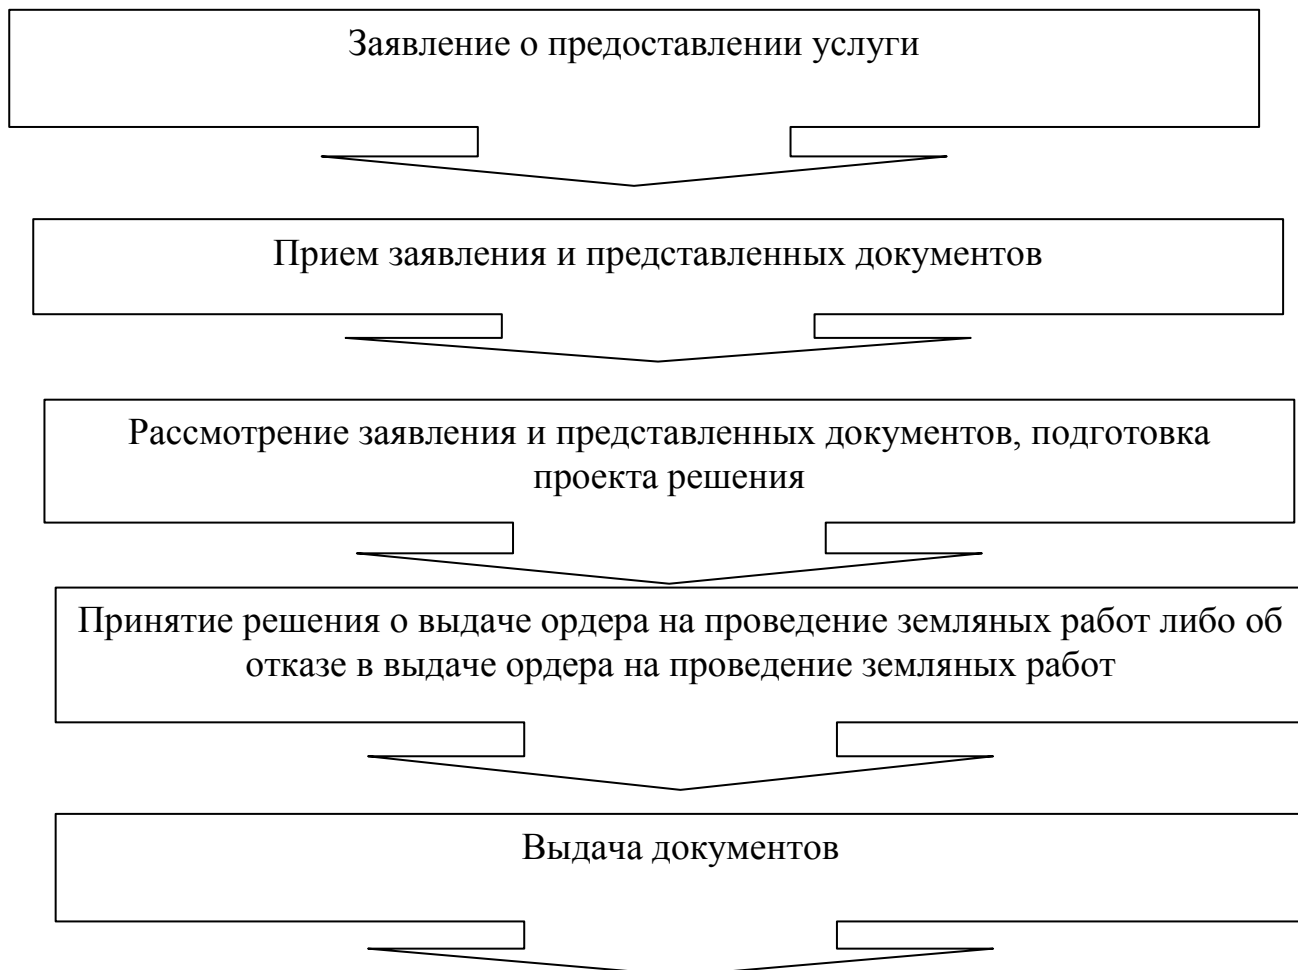 Заявление о предоставлении услуги
Прием заявления и представленных документов
Рассмотрение заявления и представленных документов, подготовка
проекта решения
Принятие решения о выдаче ордера на проведение земляных работ либо об
отказе в выдаче ордера на проведение земляных работ
Выдача документов